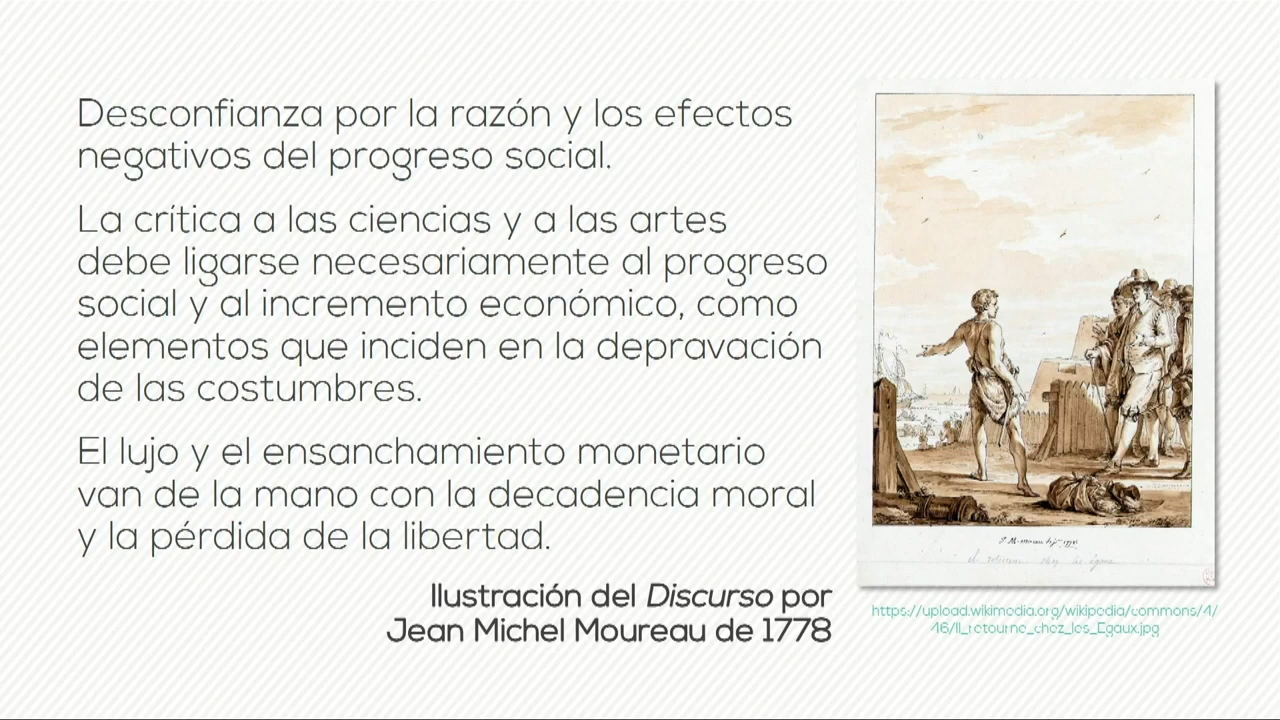 Desconfianza por la razón y los efectos
negativos del progreso social.
La crítica a las ciencias y a las artes
debe ligarse necesariamente al progreso
social y al incremento económico, como
elementos que inciden en la depravación
de las costumbres.
El lujo y el ensanchamiento monetario
van de la mano con la decadencia moral
y la pérdida de la libertad.
Ilustración del Discurso por
Jean Michel Moureau de 1778
https://upload.wikimedia.org/wikipedia/commons/4/
46/Il_retourne_chez_les_Egaux.jpg